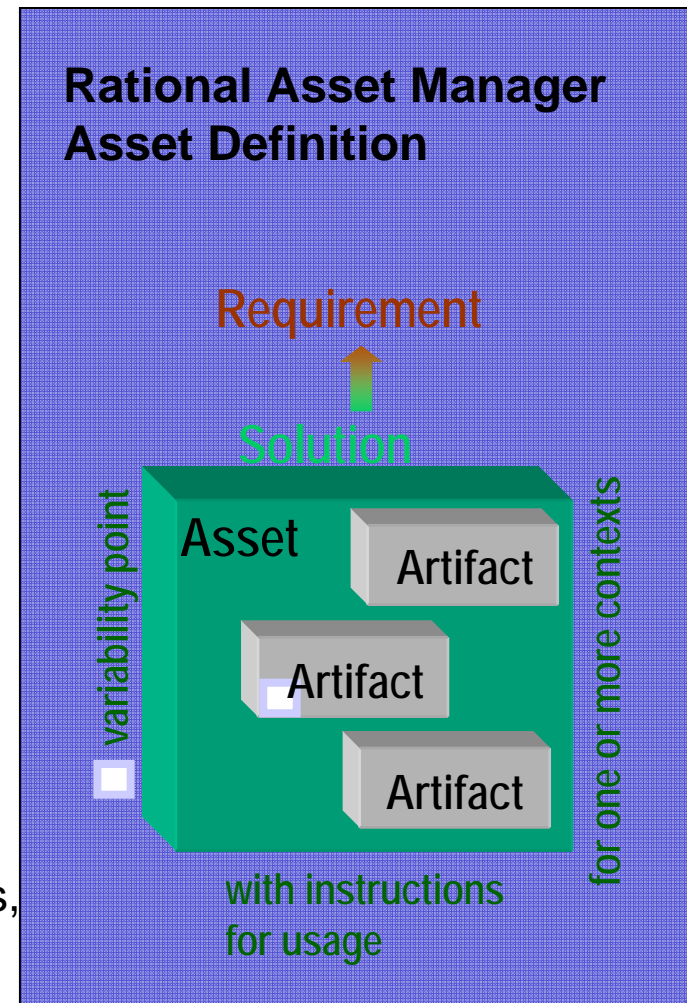 Rational Asset Manager
Asset Definition
Requirement
Solution
variability point
Asset
Artifact
Artifact
Artifact
for one or more contexts
s,
with instructions
for usage